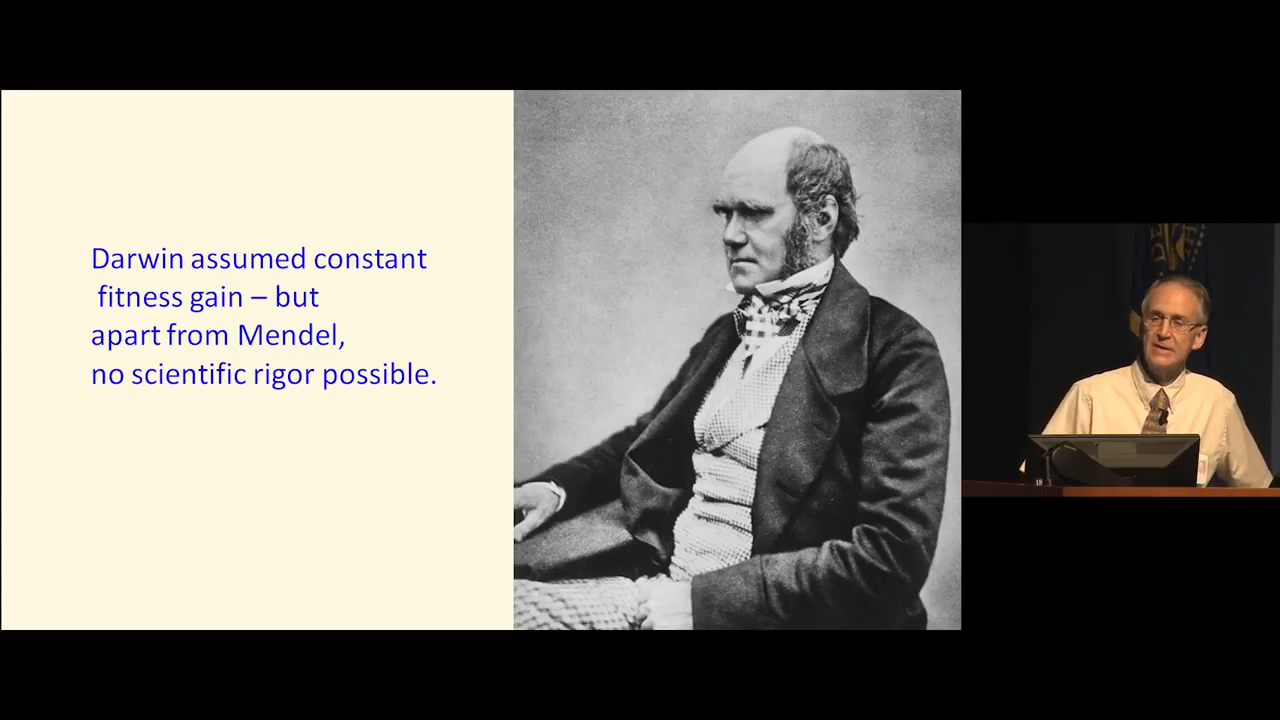 Darwin assumed constant
fitness gain – but
apart from Mendel,
no scientific rigor possible.